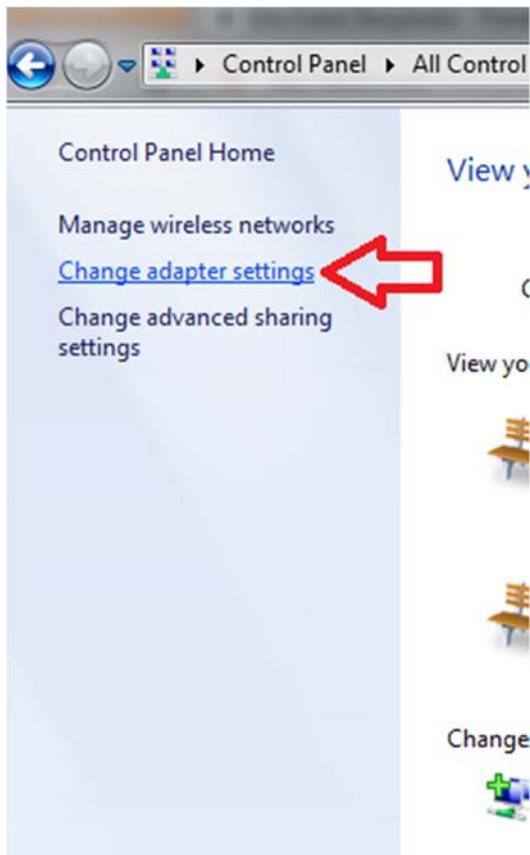 Control Panel ▸ All Control
Control Panel Home
View
Manage wireless networks
Change adapter settings
Change advanced sharing
settings
View yo
Change